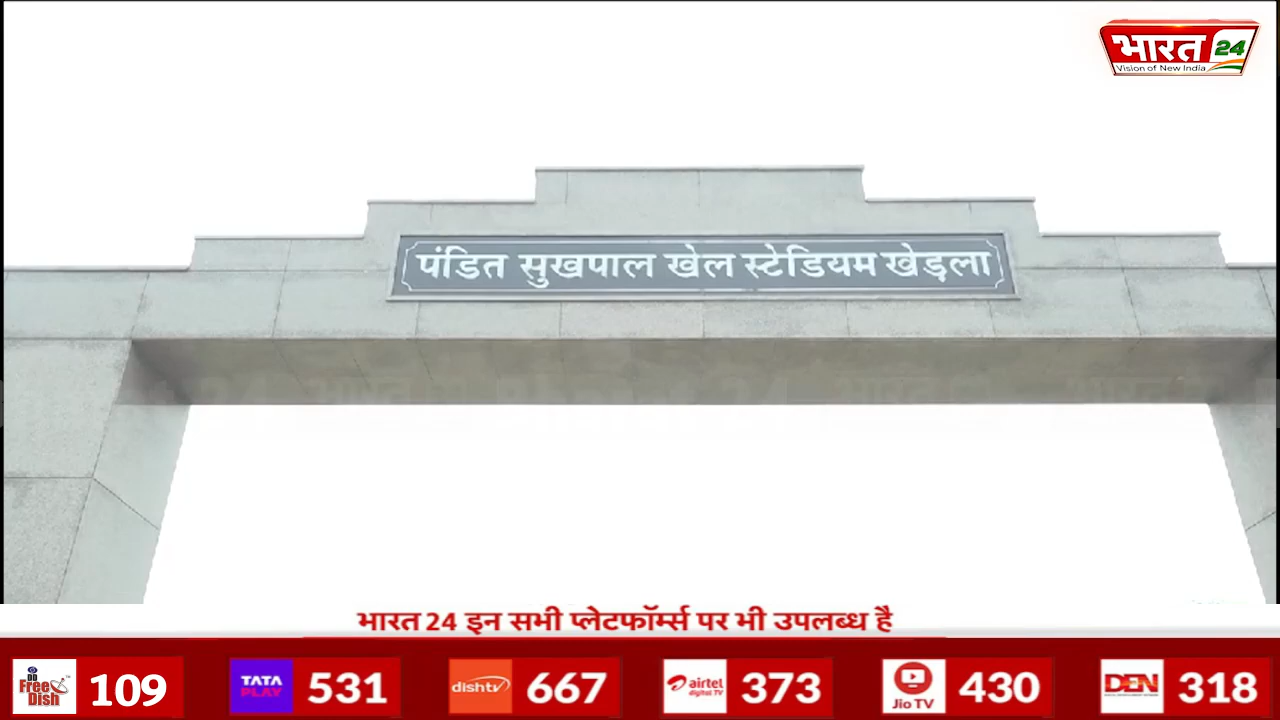 भारत 24
Vision of New India
पंडित सुखपाल खेल स्टेडियम खेड़ला
भारत 24 इन सभी प्लेटफॉर्म्स पर भी उपलब्ध है
DD Free Dish 109
TATA PLAY 531
dishtv 667
airtel digital TV 373
Jio TV 430
DEN 318